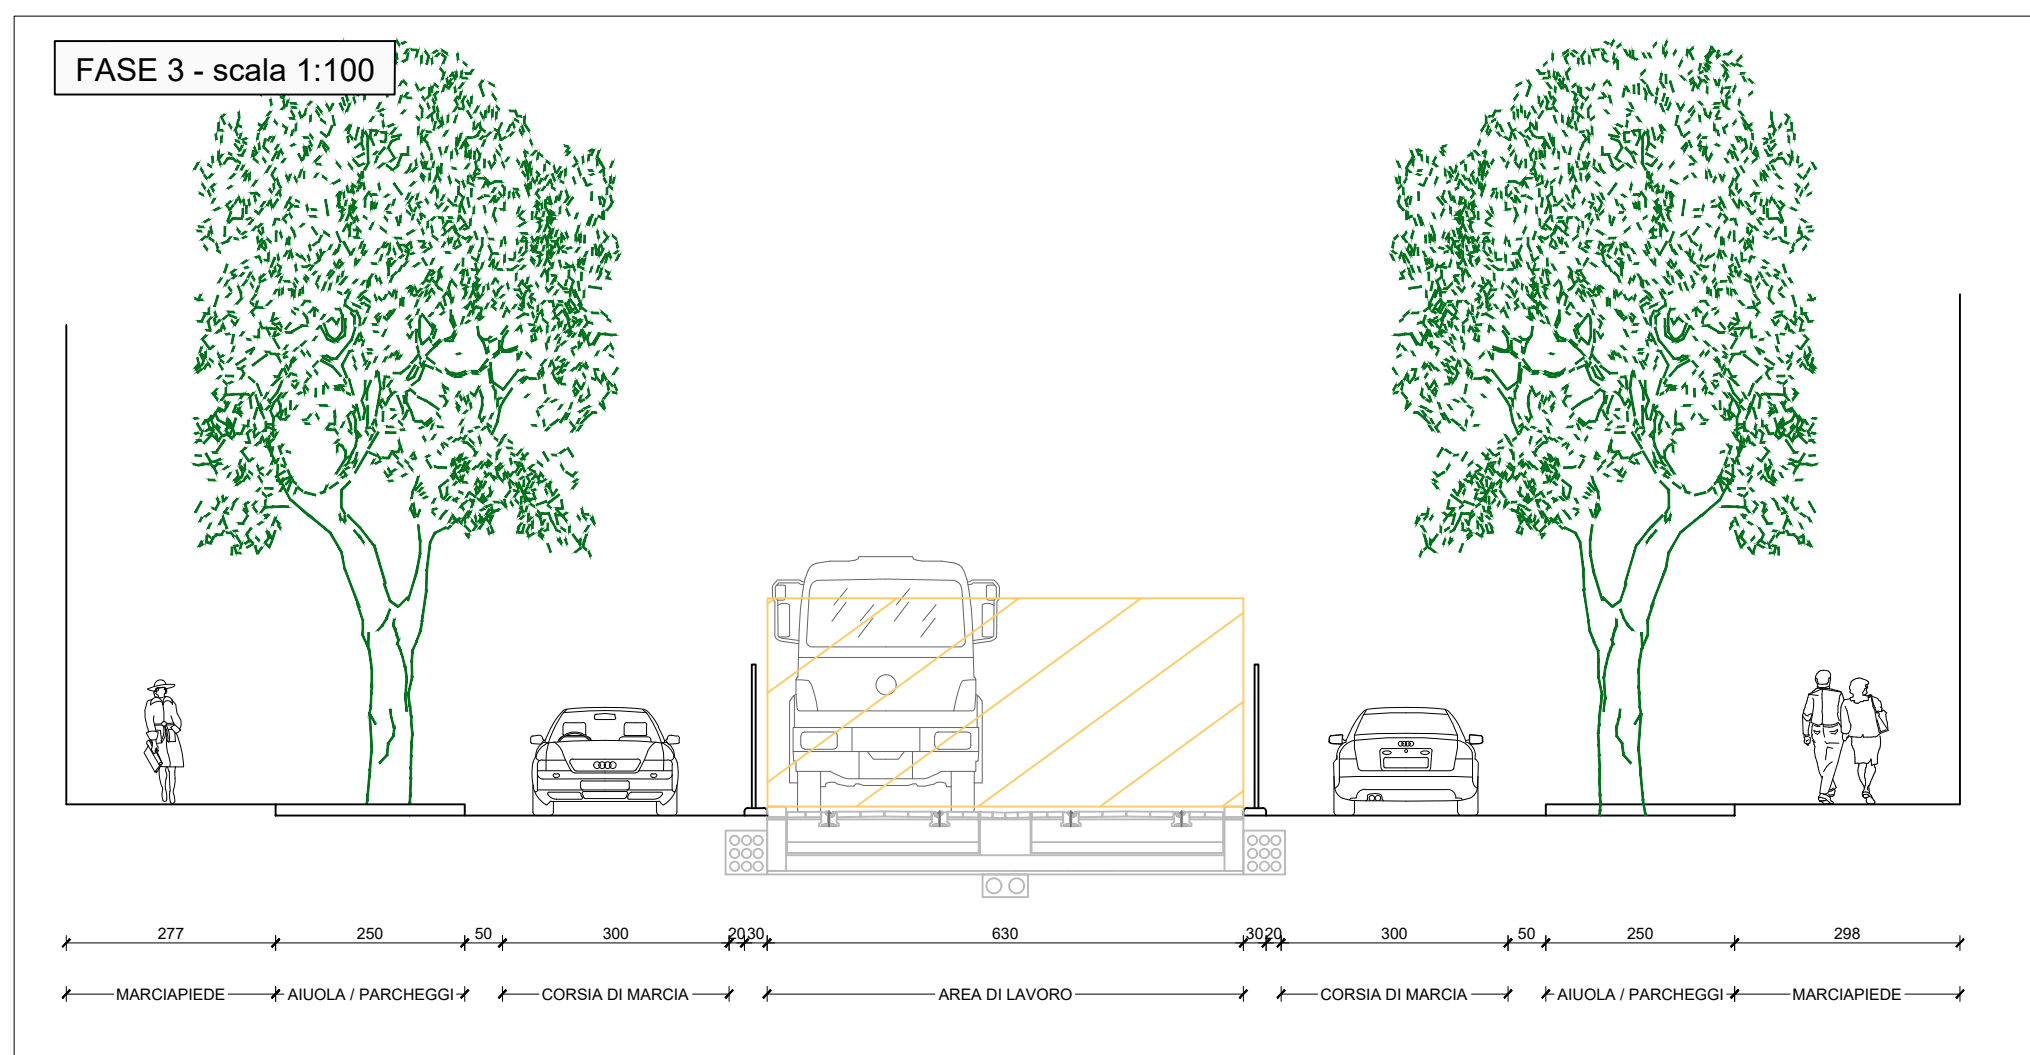 FASE 3 - scala 1:100
277 250 50 300 20 30 630 30 20 300 50 250 298
MARCIAPIEDE AIUOLA / PARCHEGGI CORSIA DI MARCIA AREA DI LAVORO CORSIA DI MARCIA AIUOLA / PARCHEGGI MARCIAPIEDE